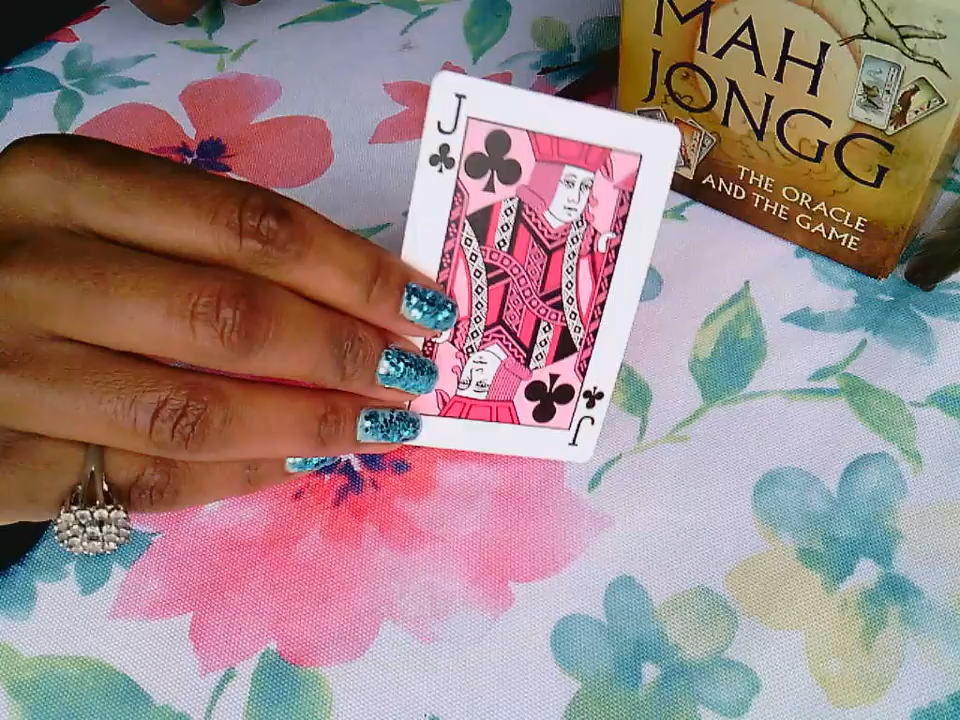 J
MAH
JONGG
THE ORACLE
AND THE GAME
J